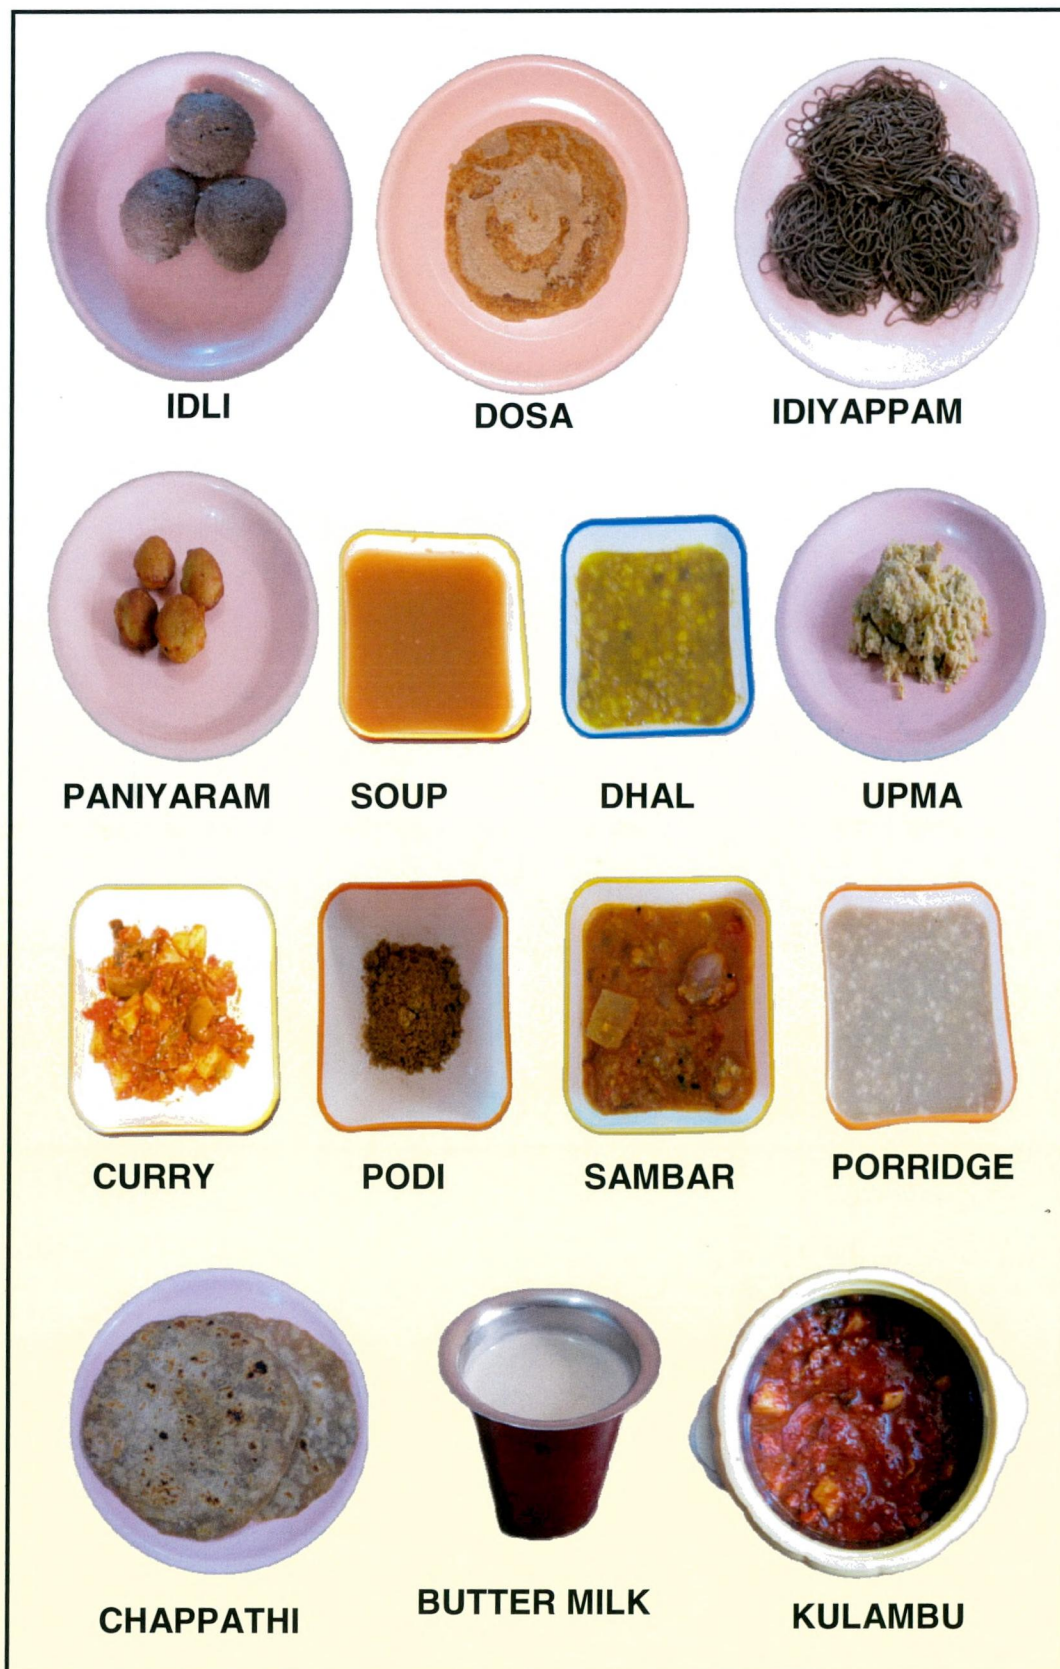 IDLI
DOSA
IDIYAPPAM
PANIYARAM
SOUP
DHAL
UPMA
CURRY
PODI
SAMBAR
PORRIDGE
CHAPPATHI
BUTTER MILK
KULAMBU